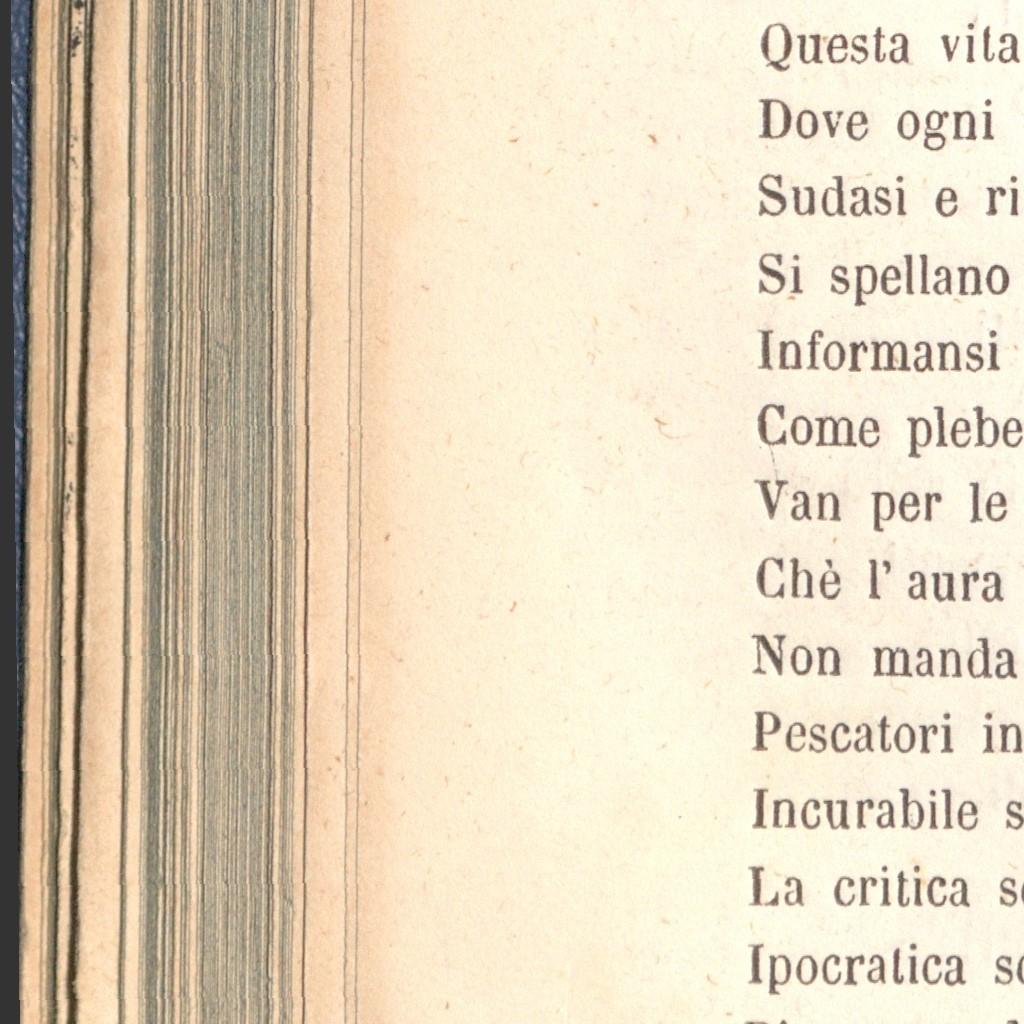 Questa vita
Dove ogni
Sudasi e ri
Si spellano
Informansi
Come plebe
Van per le
Chè l' aura
Non manda
Pescatori in
Incurabile s
La critica s
Ipocratica so